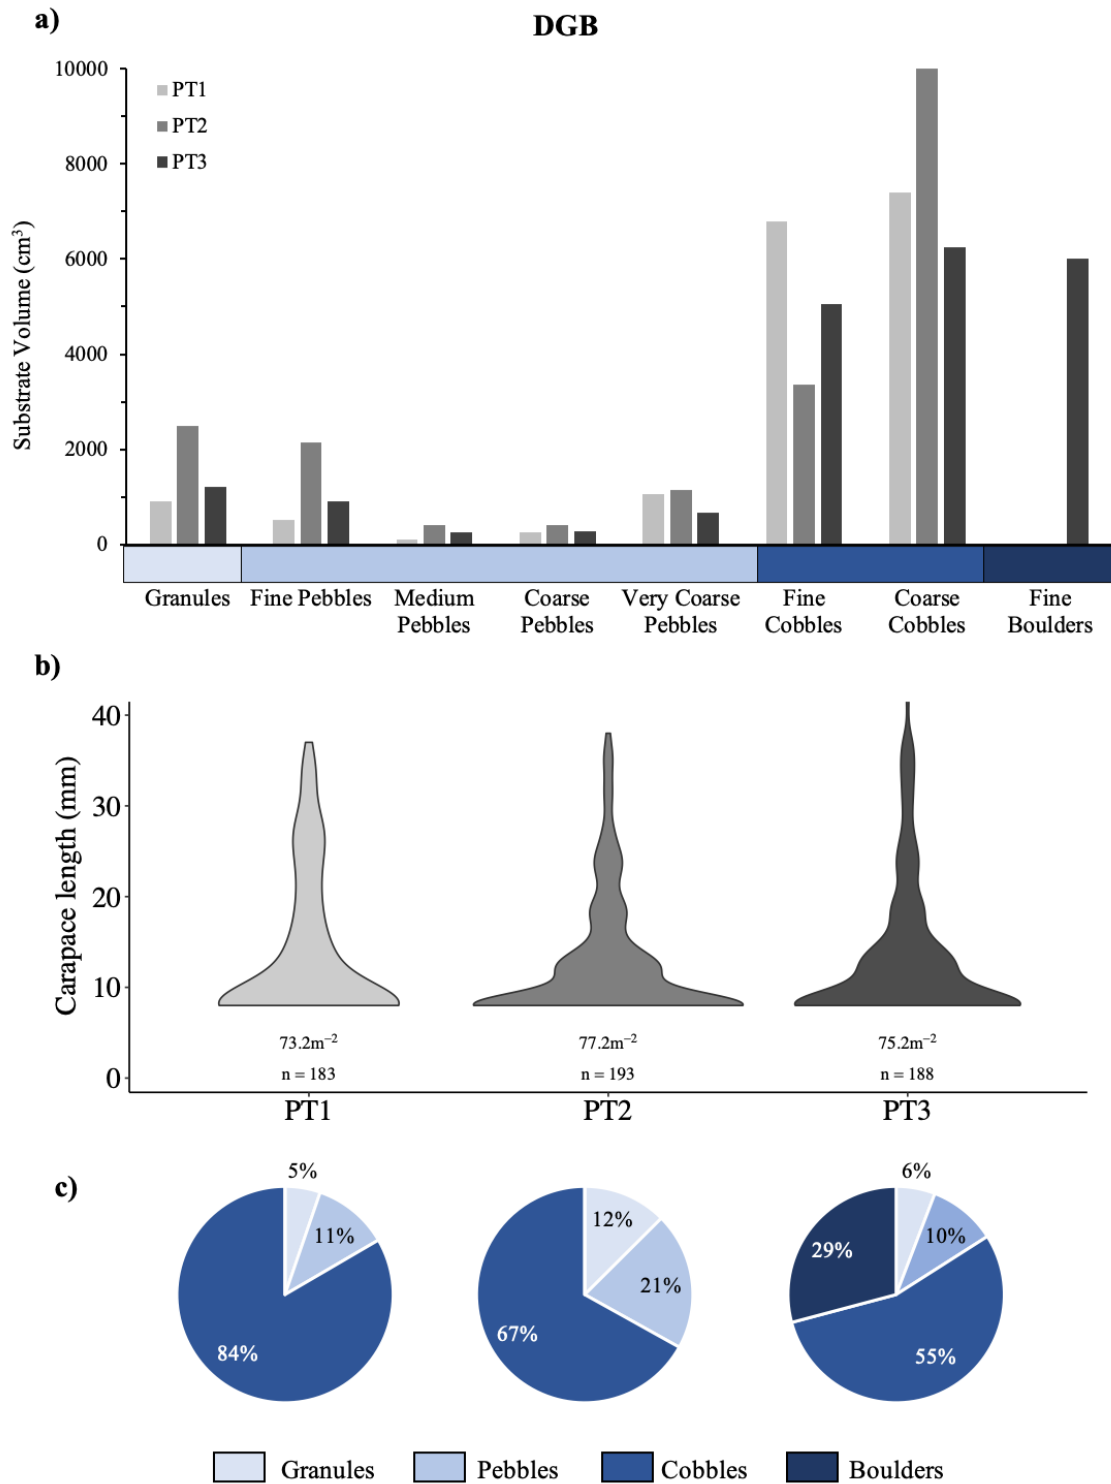 a)
DGB
10000
8000
6000
4000
2000
0
Substrate Volume (cm³)
PT1
PT2
PT3
Granules
Fine Pebbles
Medium
Pebbles
Coarse
Pebbles
Very Coarse
Pebbles
Fine
Cobbles
Coarse
Cobbles
Fine
Boulders
b)
40
30
20
10
0
Carapace length (mm)
73.2m⁻²
77.2m⁻²
75.2m⁻²
n = 183
n = 193
n = 188
PT1
PT2
PT3
c)
5%
11%
84%
12%
21%
67%
6%
10%
29%
55%
Granules
Pebbles
Cobbles
Boulders